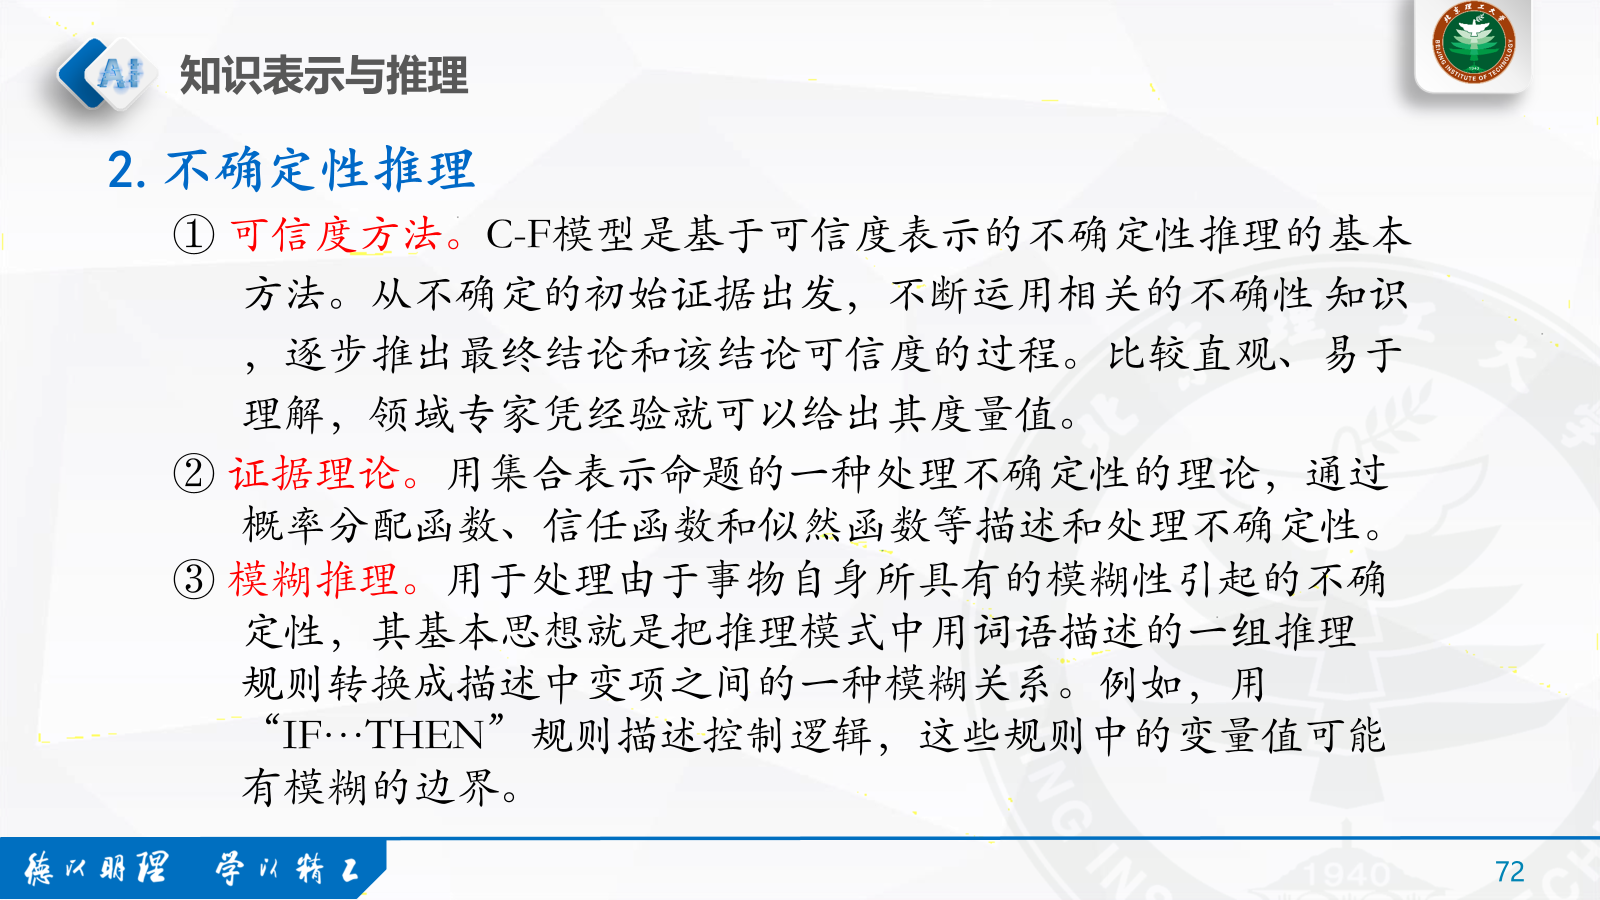 AI
知识表示与推理
北京理工大学
BEIJING INSTITUTE OF TECHNOLOGY
1940
2. 不确定性推理
① 可信度方法。C-F模型是基于可信度表示的不确定性推理的基本
方法。从不确定的初始证据出发，不断运用相关的不确性 知识
，逐步推出最终结论和该结论可信度的过程。比较直观、易于
理解，领域专家凭经验就可以给出其度量值。
② 证据理论。用集合表示命题的一种处理不确定性的理论，通过
概率分配函数、信任函数和似然函数等描述和处理不确定性。
③ 模糊推理。用于处理由于事物自身所具有的模糊性引起的不确
定性，其基本思想就是把推理模式中用词语描述的一组推理
规则转换成描述中变项之间的一种模糊关系。例如，用
“IF…THEN”规则描述控制逻辑，这些规则中的变量值可能
有模糊的边界。
德以明理 学以精工
72